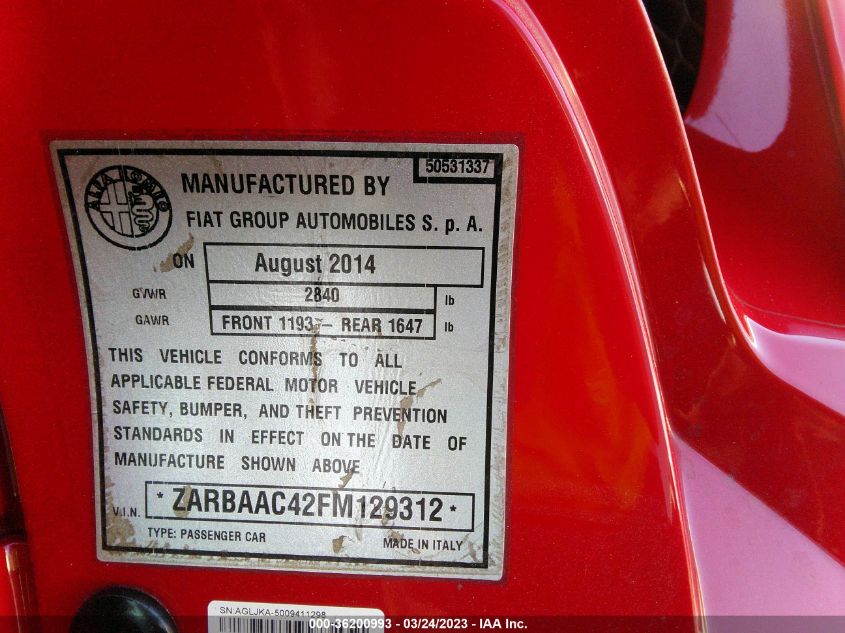 50531337
ALFA ROMEO
MANUFACTURED BY
FIAT GROUP AUTOMOBILES S. p. A.
ON August 2014
GVWR 2840 lb
GAWR FRONT 1193 – REAR 1647 lb
THIS VEHICLE CONFORMS TO ALL
APPLICABLE FEDERAL MOTOR VEHICLE
SAFETY, BUMPER, AND THEFT PREVENTION
STANDARDS IN EFFECT ON THE DATE OF
MANUFACTURE SHOWN ABOVE
V.I.N. * ZARBAAC42FM129312 *
TYPE: PASSENGER CAR MADE IN ITALY
SN:AGLJKA-5009411298
000-36200993 - 03/24/2023 - IAA Inc.